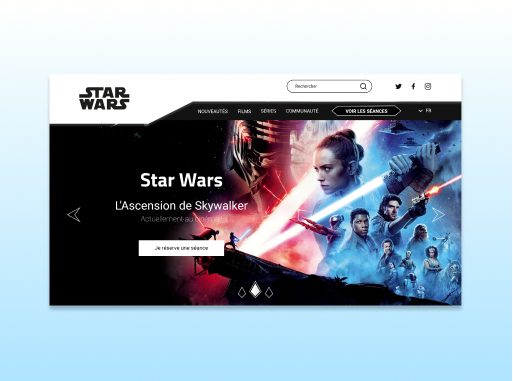 STAR
WARS
Rechercher
NOUVEAUTÉS FILMS SÉRIES COMMUNAUTÉ VOIR LES SÉANCES FR
Star Wars
L'Ascension de Skywalker
Actuellement au cinéma
Je réserve une séance